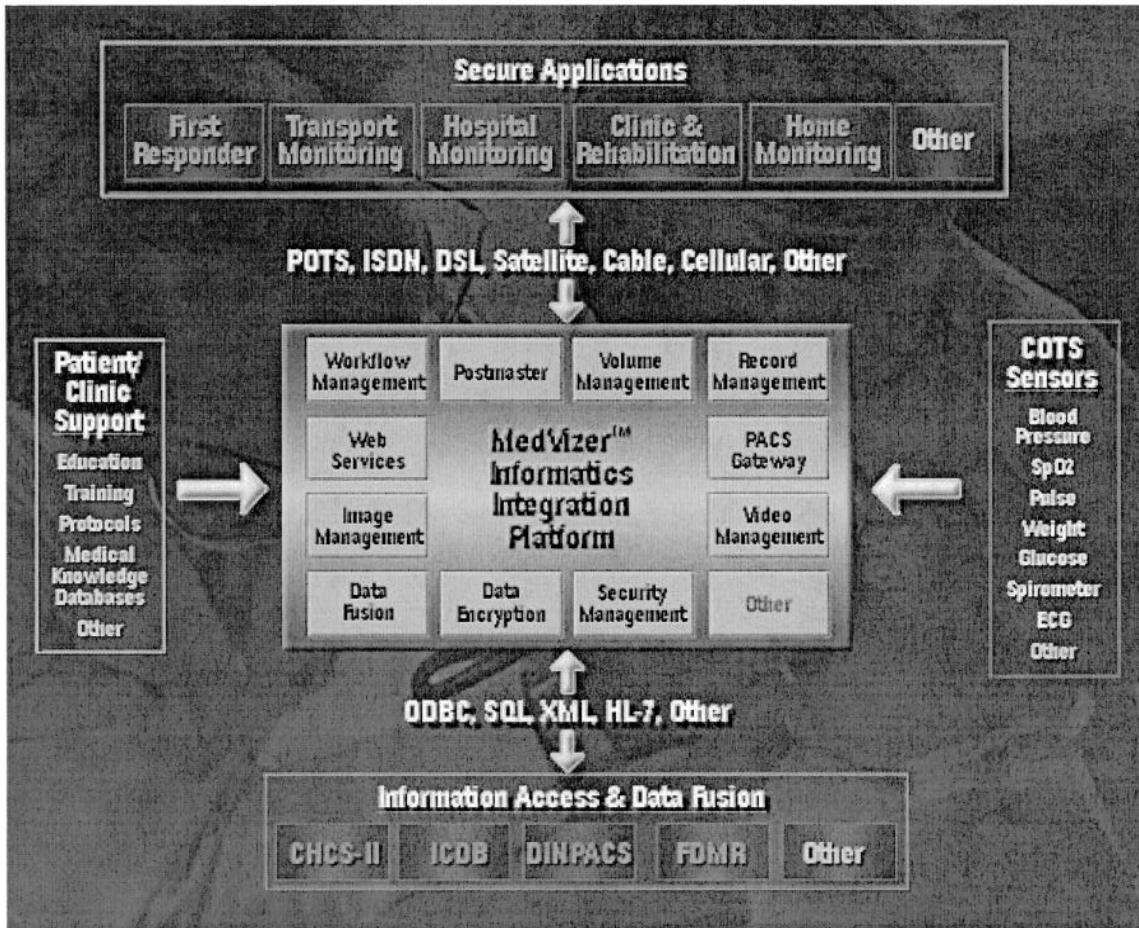 Secure Applications
First
Responder
Transport
Monitoring
Hospital
Monitoring
Clinic &
Rehabilitation
Home
Monitoring
Other
POTS, ISDN, DSL, Satellite, Cable, Cellular, Other
Patient/
Clinic
Support
Education
Training
Protocols
Medical
Knowledge
Databases
Other
Workflow
Management
Postmaster
Volume
Management
Record
Management
Web
Services
MedVizer™
Informatics
Integration
Platform
PACS
Gateway
Image
Management
Video
Management
Data
Fusion
Data
Encryption
Security
Management
Other
COTS
Sensors
Blood
Pressure
SpO2
Pulse
Weight
Glucose
Spirometer
ECG
Other
ODBC, SQL, XML, HL-7, Other
Information Access & Data Fusion
CHCS-II
ICDB
DINPACS
FDMR
Other